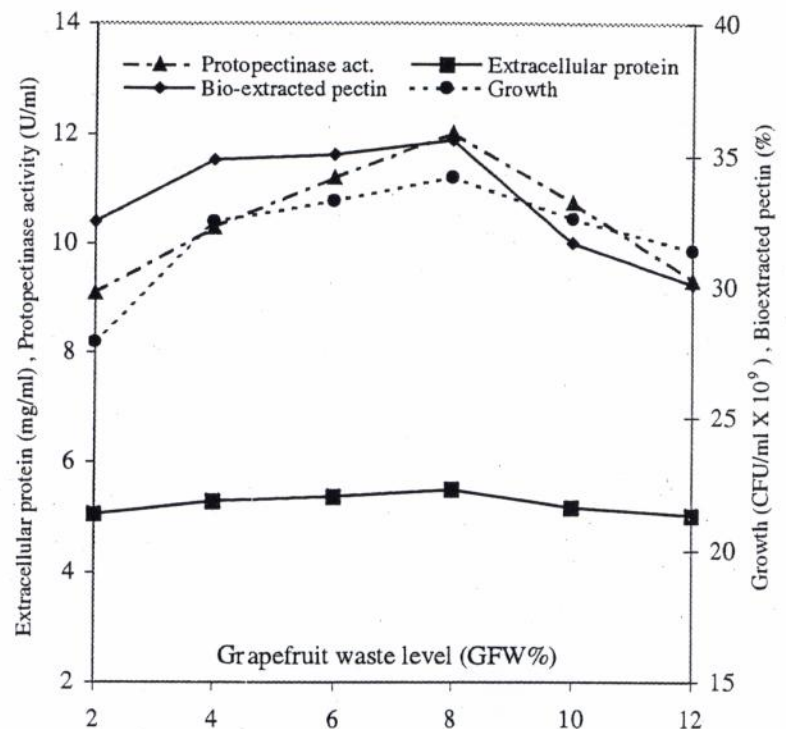 14
12
10
8
6
4
2
Extracellular protein (mg/ml) , Protopectinase activity (U/ml)
Protopectinase act.
Extracellular protein
Bio-extracted pectin
Growth
Grapefruit waste level (GFW%)
2
4
6
8
10
12
40
35
30
25
20
15
Growth (CFU/ml X 10⁹) , Bioextracted pectin (%)